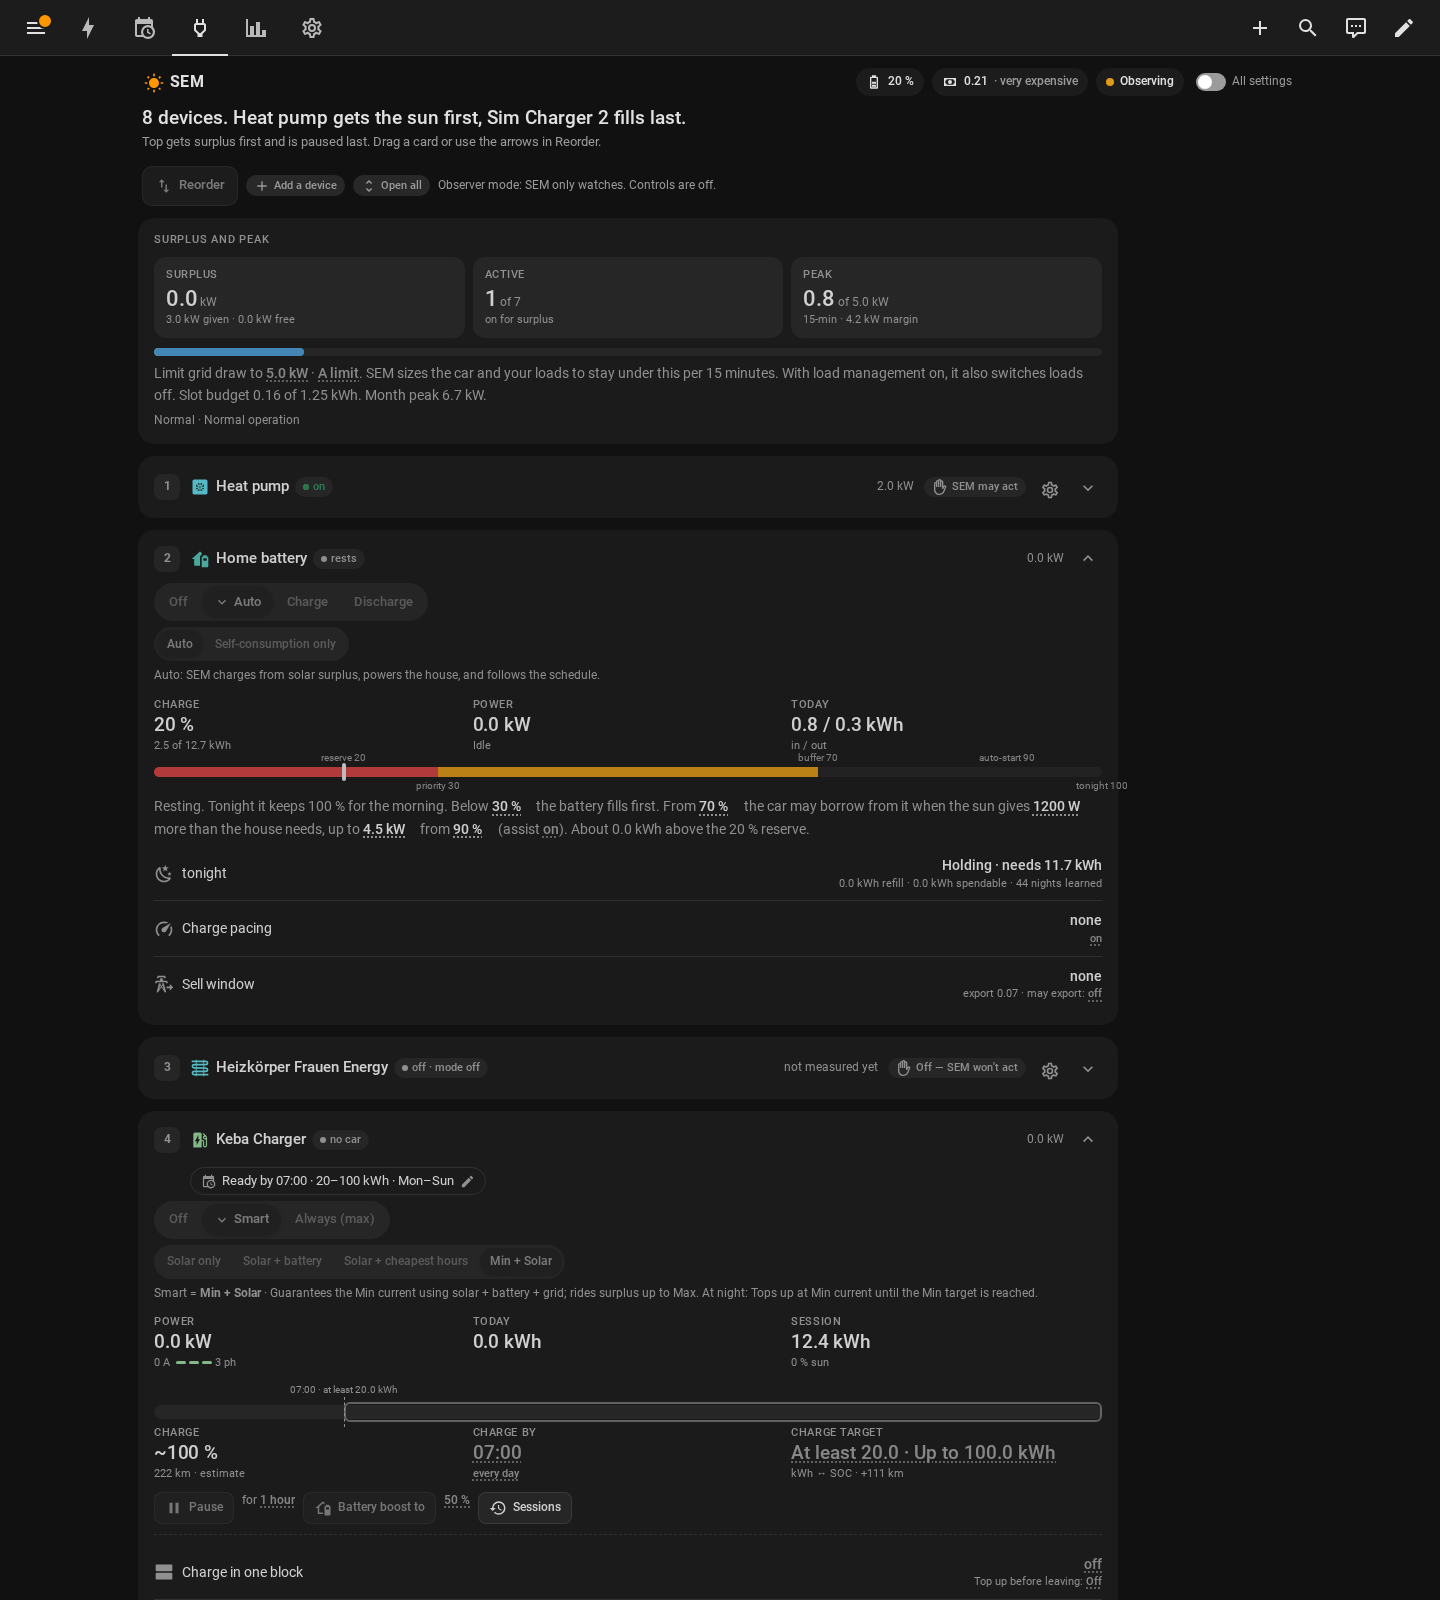 SEM
20 %
0.21 · very expensive
Observing
All settings
8 devices. Heat pump gets the sun first, Sim Charger 2 fills last.
Top gets surplus first and is paused last. Drag a card or use the arrows in Reorder.
Reorder
Add a device
Open all
Observer mode: SEM only watches. Controls are off.
SURPLUS AND PEAK
SURPLUS
0.0 kW
3.0 kW given · 0.0 kW free
ACTIVE
1 of 7
on for surplus
PEAK
0.8 of 5.0 kW
15-min · 4.2 kW margin
Limit grid draw to 5.0 kW · A limit. SEM sizes the car and your loads to stay under this per 15 minutes. With load management on, it also switches loads
off. Slot budget 0.16 of 1.25 kWh. Month peak 6.7 kW.
Normal · Normal operation
1
Heat pump
on
2.0 kW
SEM may act
2
Home battery
rests
0.0 kW
Off
Auto
Charge
Discharge
Auto
Self-consumption only
Auto: SEM charges from solar surplus, powers the house, and follows the schedule.
CHARGE
20 %
2.5 of 12.7 kWh
POWER
0.0 kW
Idle
TODAY
0.8 / 0.3 kWh
in / out
reserve 20
buffer 70
auto-start 90
priority 30
tonight 100
Resting. Tonight it keeps 100 % for the morning. Below 30 % the battery fills first. From 70 % the car may borrow from it when the sun gives 1200 W
more than the house needs, up to 4.5 kW from 90 % (assist on). About 0.0 kWh above the 20 % reserve.
tonight
Holding · needs 11.7 kWh
0.0 kWh refill · 0.0 kWh spendable · 44 nights learned
Charge pacing
none
on
Sell window
none
export 0.07 · may export: off
3
Heizkörper Frauen Energy
off · mode off
not measured yet
Off — SEM won't act
4
Keba Charger
no car
0.0 kW
Ready by 07:00 · 20–100 kWh · Mon–Sun
Off
Smart
Always (max)
Solar only
Solar + battery
Solar + cheapest hours
Min + Solar
Smart = Min + Solar · Guarantees the Min current using solar + battery + grid; rides surplus up to Max. At night: Tops up at Min current until the Min target is reached.
POWER
0.0 kW
0 A
3 ph
TODAY
0.0 kWh
SESSION
12.4 kWh
0 % sun
07:00 · at least 20.0 kWh
CHARGE
~100 %
222 km · estimate
CHARGE BY
07:00
every day
CHARGE TARGET
At least 20.0 · Up to 100.0 kWh
kWh ↔ SOC · +111 km
Pause
for 1 hour
Battery boost to
50 %
Sessions
Charge in one block
off
Top up before leaving: Off